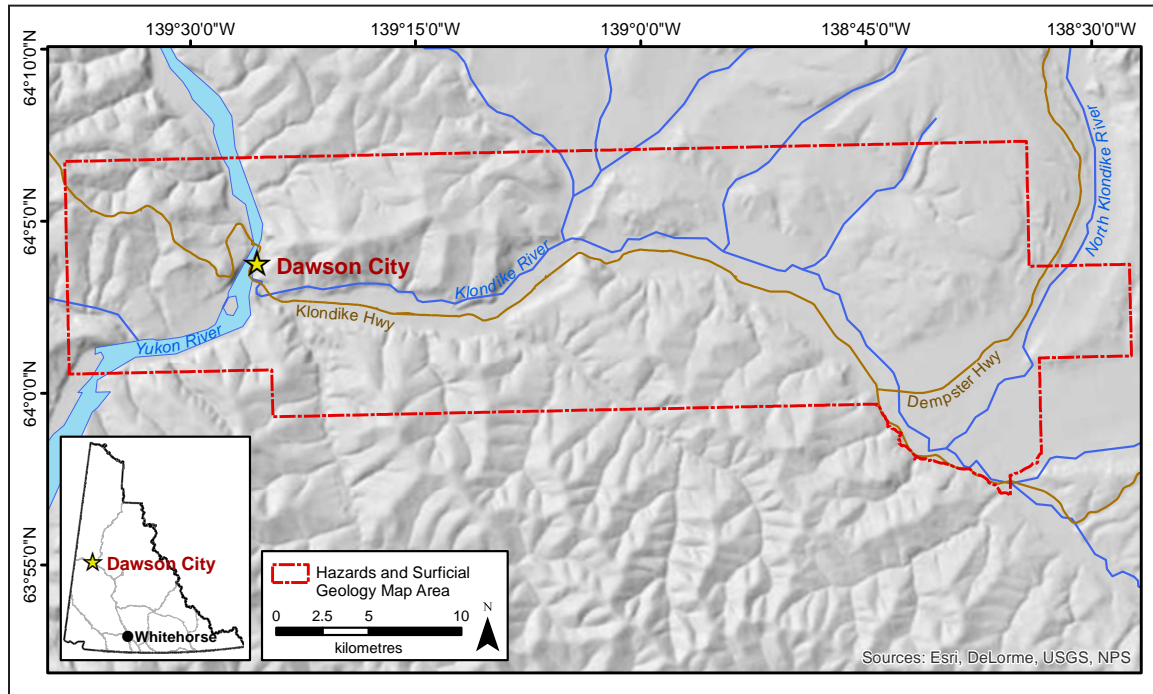 139°30'0"W
139°15'0"W
139°0'0"W
138°45'0"W
138°30'0"W
64°10'0"N
64°5'0"N
64°0'0"N
63°55'0"N
North Klondike River
Dawson City
Klondike River
Klondike Hwy
Yukon River
Dempster Hwy
Dawson City
Whitehorse
Hazards and Surficial
Geology Map Area
0 2.5 5 10
kilometres
N
Sources: Esri, DeLorme, USGS, NPS